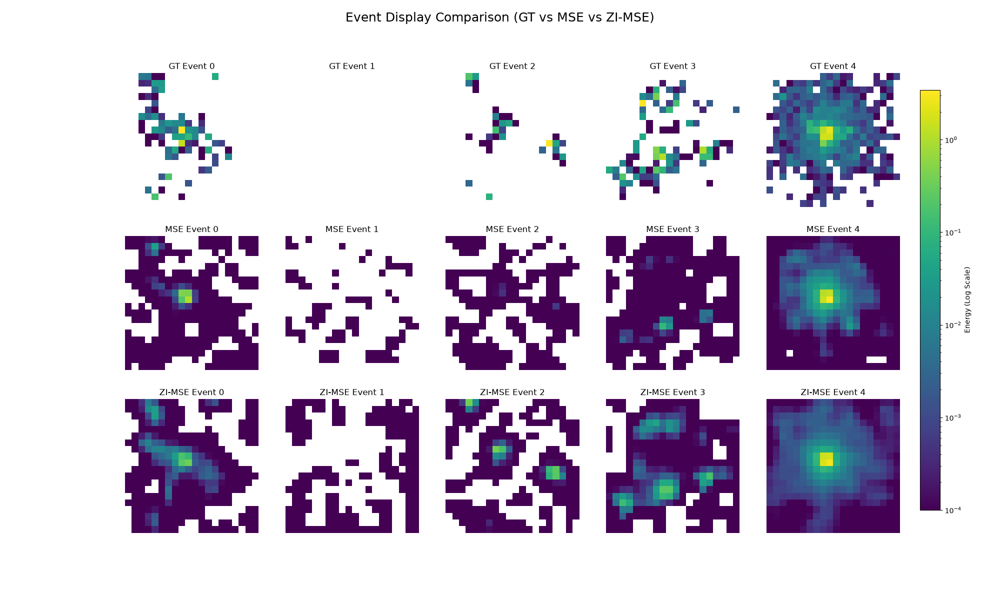 Event Display Comparison (GT vs MSE vs ZI-MSE)
GT Event 0
GT Event 1
GT Event 2
GT Event 3
GT Event 4
MSE Event 0
MSE Event 1
MSE Event 2
MSE Event 3
MSE Event 4
ZI-MSE Event 0
ZI-MSE Event 1
ZI-MSE Event 2
ZI-MSE Event 3
ZI-MSE Event 4
10⁰
10⁻¹
10⁻²
10⁻³
10⁻⁴
Energy (Log Scale)